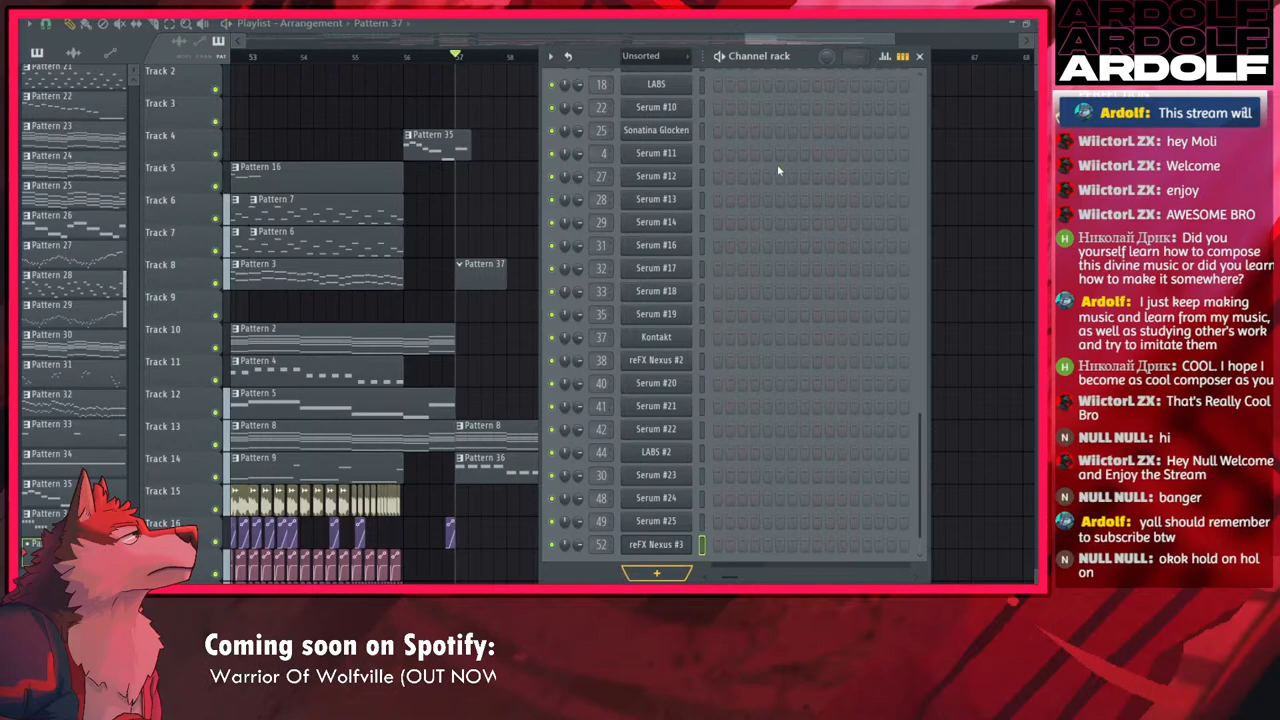 Playlist - Arrangement › Pattern 37 ›
ARDOLF
ARDOLF
ARDOLF
53
54
55
56
57
58
67
68
Unsorted
Channel rack
Pattern 21
Pattern 22
Pattern 23
Pattern 24
Pattern 25
Pattern 26
Pattern 27
Pattern 28
Pattern 29
Pattern 30
Pattern 31
Pattern 32
Pattern 33
Pattern 34
Pattern 35
Track 2
Track 3
Track 4
Track 5
Track 6
Track 7
Track 8
Track 9
Track 10
Track 11
Track 12
Track 13
Track 14
Track 15
Track 16
Pattern 35
Pattern 16
Pattern 7
Pattern 6
Pattern 3
Pattern 37
Pattern 2
Pattern 4
Pattern 5
Pattern 8
Pattern 8
Pattern 9
Pattern 36
18 LABS
22 Serum #10
25 Sonatina Glocken
4 Serum #11
27 Serum #12
28 Serum #13
29 Serum #14
31 Serum #16
32 Serum #17
33 Serum #18
35 Serum #19
37 Kontakt
38 reFX Nexus #2
40 Serum #20
41 Serum #21
42 Serum #22
44 LABS #2
30 Serum #23
48 Serum #24
49 Serum #25
52 reFX Nexus #3
+
Ardolf: This stream will
WiictorLZX: hey Moli
WiictorLZX: Welcome
WiictorLZX: enjoy
WiictorLZX: AWESOME BRO
Николай Дрик: Did you
yourself learn how to compose
this divine music or did you learn
how to make it somewhere?
Ardolf: I just keep making
music and learn from my music,
as well as studying other's work
and try to imitate them
Николай Дрик: COOL. I hope I
become as cool composer as you
WiictorLZX: That's Really Cool
Bro
NULL NULL: hi
WiictorLZX: Hey Null Welcome
and Enjoy the Stream
NULL NULL: banger
Ardolf: yall should remember
to subscribe btw
NULL NULL: okok hold on hol
on
Coming soon on Spotify:
Warrior Of Wolfville (OUT NOW